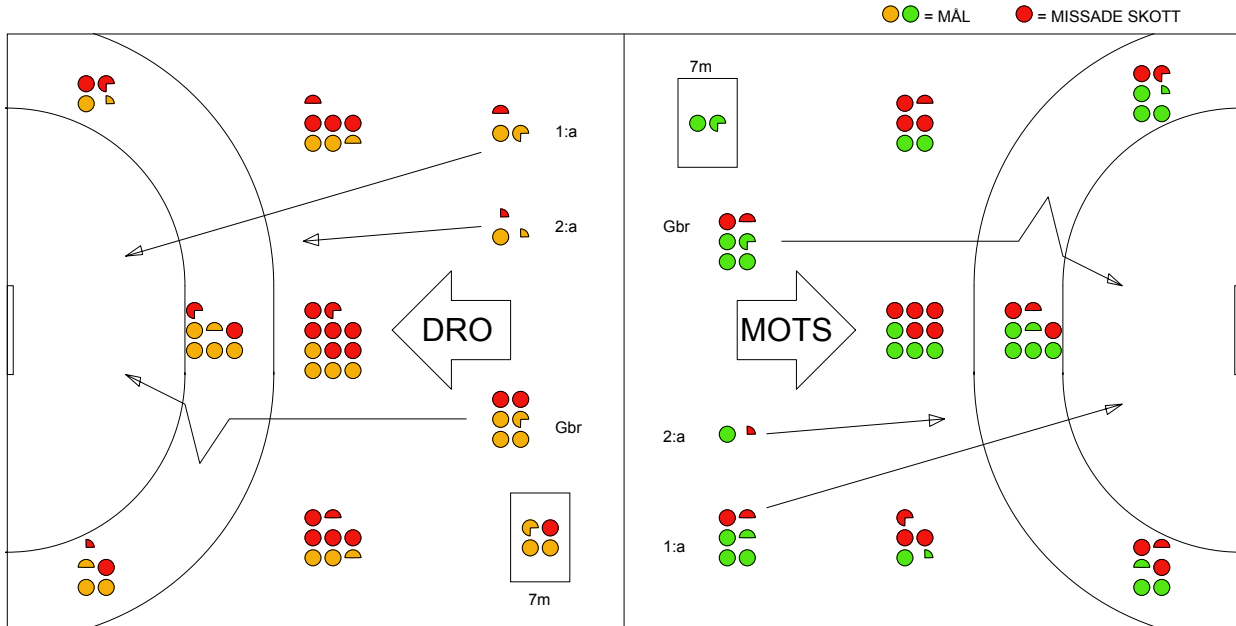 = MÅL
= MISSADE SKOTT
7m
1:a
2:a
Gbr
DRO
MOTS
Gbr
2:a
1:a
7m